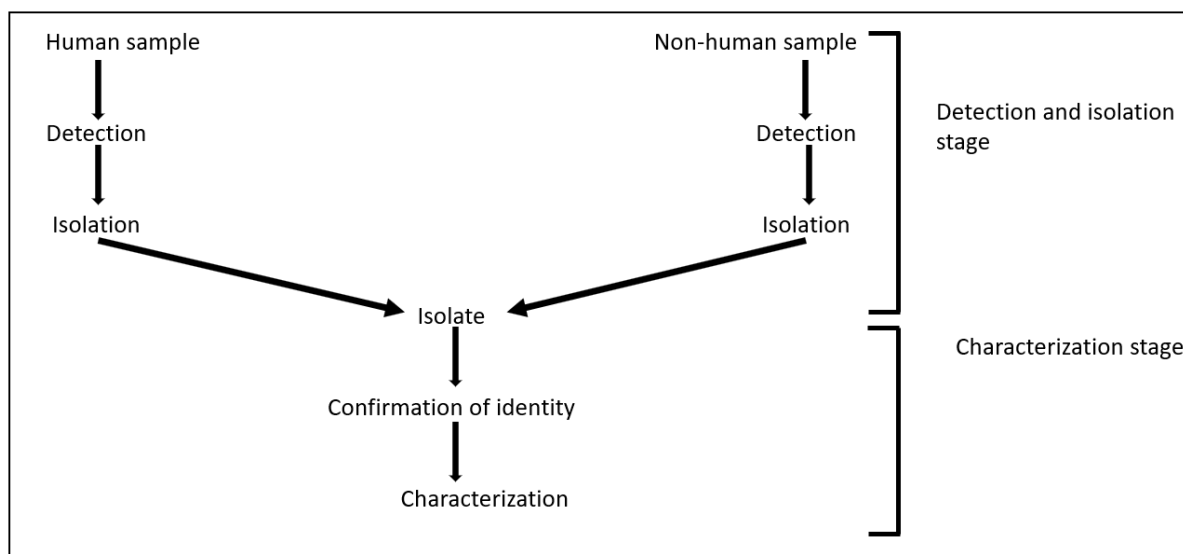 Human sample
Non-human sample
Detection
Detection
Detection and isolation
stage
Isolation
Isolation
Isolate
Characterization stage
Confirmation of identity
Characterization